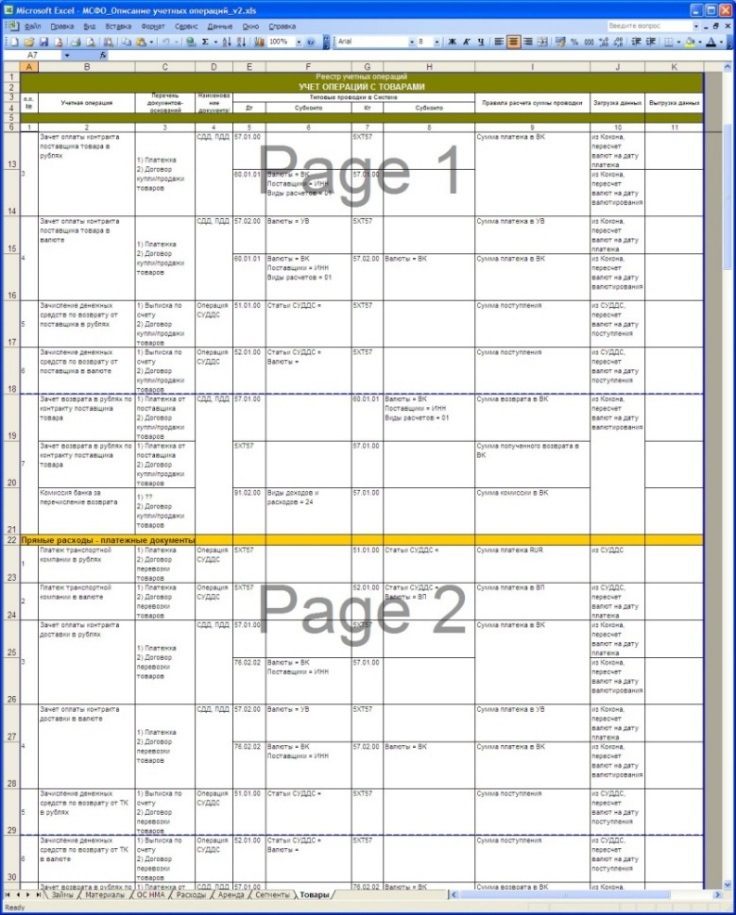 Microsoft Excel - МСФО_Описание учетных операций_v2.xls
Файл Правка Вид Вставка Формат Сервис Данные Окно Справка
Введите вопрос
100% Arial 8 Ж К Ч
A7 fx
A B C D E F G H I J K
1 Реестр учетных операций
2 УЧЕТ ОПЕРАЦИЙ С ТОВАРАМИ
3 п.п. № Учетная операция Перечень документов-оснований Наименование документа Типовые проводки в Системе Правила расчета суммы проводки Загрузка данных Выгрузка данных
4 Дт Субконто Кт Субконто
5
6 1 2 3 4 5 6 7 8 9 10 11
Page 1
13 3 Зачет оплаты контракта поставщика товара в рублях 1) Платежка 2) Договор купли/продажи товаров СДД, ПДД 57.01.00 5Х Т57 Сумма платежа в ВК из Кокона, пересчет валют на дату платежа
14 60.01.01 Валюты = ВК Поставщики = ИНН Виды расчетов = 01 57.01.00 Сумма платежа в ВК из Кокона, пересчет валют на дату валютирования
15 4 Зачет оплаты контракта поставщика товара в валюте 1) Платежка 2) Договор купли/продажи товаров СДД, ПДД 57.02.00 Валюты = УВ 5XT57 Сумма платежа в УВ из Кокона, пересчет валют на дату платежа
16 60.01.01 Валюты = ВК Поставщики = ИНН Виды расчетов = 01 57.02.00 Валюты = ВК Сумма платежа в ВК из Кокона, пересчет валют на дату валютирования
17 5 Зачисление денежных средств по возврату от поставщика в рублях 1) Выписка по счету 2) Договор купли/продажи товаров Операция СУДДС 51.01.00 Статьи СУДДС = 5XT57 Сумма поступления из СУДДС, пересчет валют на дату поступления
18 6 Зачисление денежных средств по возврату от поставщика в валюте 1) Выписка по счету 2) Договор купли/продажи товаров Операция СУДДС 52.01.00 Статьи СУДДС = Валюты = 5XT57 Сумма поступления из СУДДС, пересчет валют на дату поступления
19 Зачет возврата в рублях по контракту поставщика товара 1) Платежка от поставщика 2) Договор купли/продажи товаров СДД, ПДД 57.01.00 60.01.01 Валюты = ВК Поставщики = ИНН Виды расчетов = 01 Сумма возврата в ВК из Кокона, пересчет валют на дату валютирования
20 7 Зачет возврата в рублях по контракту поставщика товара 1) Платежка от поставщика 2) Договор купли/продажи товаров 5XT57 57.01.00 Сумма полученного возврата в ВК
21 Комиссия банка за перечисление возврата 1) ?? 2) Договор купли/продажи товаров 91.02.00 Виды доходов и расходов = 24 57.01.00 Сумма комиссии в ВК
22 Прямые расходы - платежные документы
23 1 Платеж транспортной компании в рублях 1) Платежка 2) Договор перевозки товаров Операция СУДДС 5XT57 51.01.00 Статьи СУДДС = Сумма платежа RUR из СУДДС
Page 2
24 2 Платеж транспортной компании в валюте 1) Платежка 2) Договор перевозки товаров Операция СУДДС 5XT57 52.01.00 Статьи СУДДС = Валюты = ВП Сумма платежа в ВП из СУДДС, пересчет валют на дату платежа
25 3 Зачет оплаты контракта доставки в рублях 1) Платежка 2) Договор перевозки товаров СДД, ПДД 57.01.00 5XT57 Сумма платежа в ВК из Кокона, пересчет валют на дату платежа
26 76.02.02 Валюты = ВК Поставщики = ИНН 57.01.00 из Кокона, пересчет валют на дату валютирования
27 4 Зачет оплаты контракта доставки в валюте 1) Платежка 2) Договор перевозки товаров СДД, ПДД 57.02.00 Валюты = УВ 5XT57 Сумма платежа в УВ из Кокона, пересчет валют на дату платежа
28 76.02.02 Валюты = ВК Поставщики = ИНН 57.02.00 Валюты = ВК Сумма платежа в ВК из Кокона, пересчет валют на дату валютирования
29 5 Зачисление денежных средств по возврату от ТК в рублях 1) Выписка по счету 2) Договор перевозки товаров Операция СУДДС 51.01.00 Статьи СУДДС = 5XT57 Сумма поступления из СУДДС, пересчет валют на дату поступления
30 6 Зачисление денежных средств по возврату от ТК в валюте 1) Выписка по счету 2) Договор перевозки товаров Операция СУДДС 52.01.00 Статьи СУДДС = Валюты = 5XT57 Сумма поступления из СУДДС, пересчет валют на дату поступления
Зачет возврата в рублях по 1) Платежка от СДД, ПДД 57.01.00 76.02.02 Валюты = ВК Сумма возврата в ВК из Кокона,
Займы Материалы ОС НМА Расходы Аренда Сегменты Товары
Ready